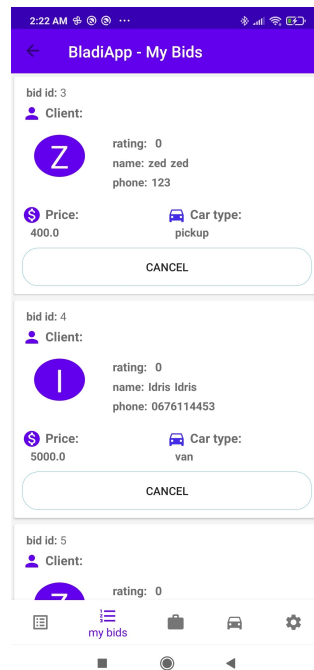 2:22 AM
BladiApp - My Bids
bid id: 3
Client:
Z
rating: 0
name: zed zed
phone: 123
Price: Car type:
400.0 pickup
CANCEL
bid id: 4
Client:
I
rating: 0
name: Idris Idris
phone: 0676114453
Price: Car type:
5000.0 van
CANCEL
bid id: 5
Client:
Z
rating: 0
my bids